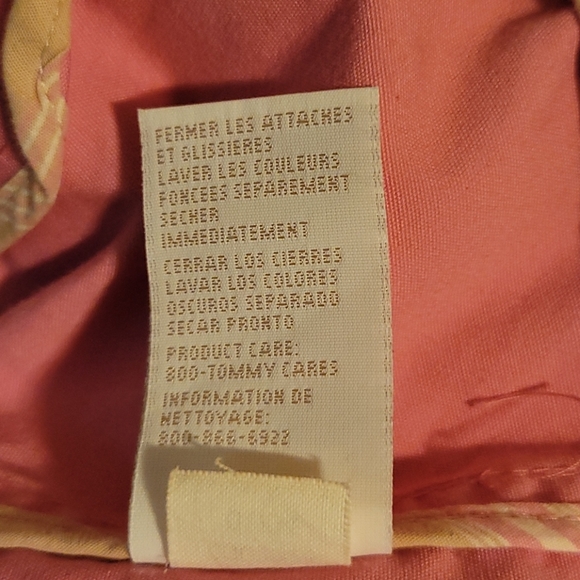 FERMER LES ATTACHES
ET GLISSIERES
LAVER LES COULEURS
FONCEES SEPAREMENT
SECHER
IMMEDIATEMENT
CERRAR LOS CIERRES
LAVAR LOS COLORES
OSCUROS SEPARADO
SECAR PRONTO
PRODUCT CARE:
800-TOMMY CARES
INFORMATION DE
NETTOYAGE:
800-866-6922